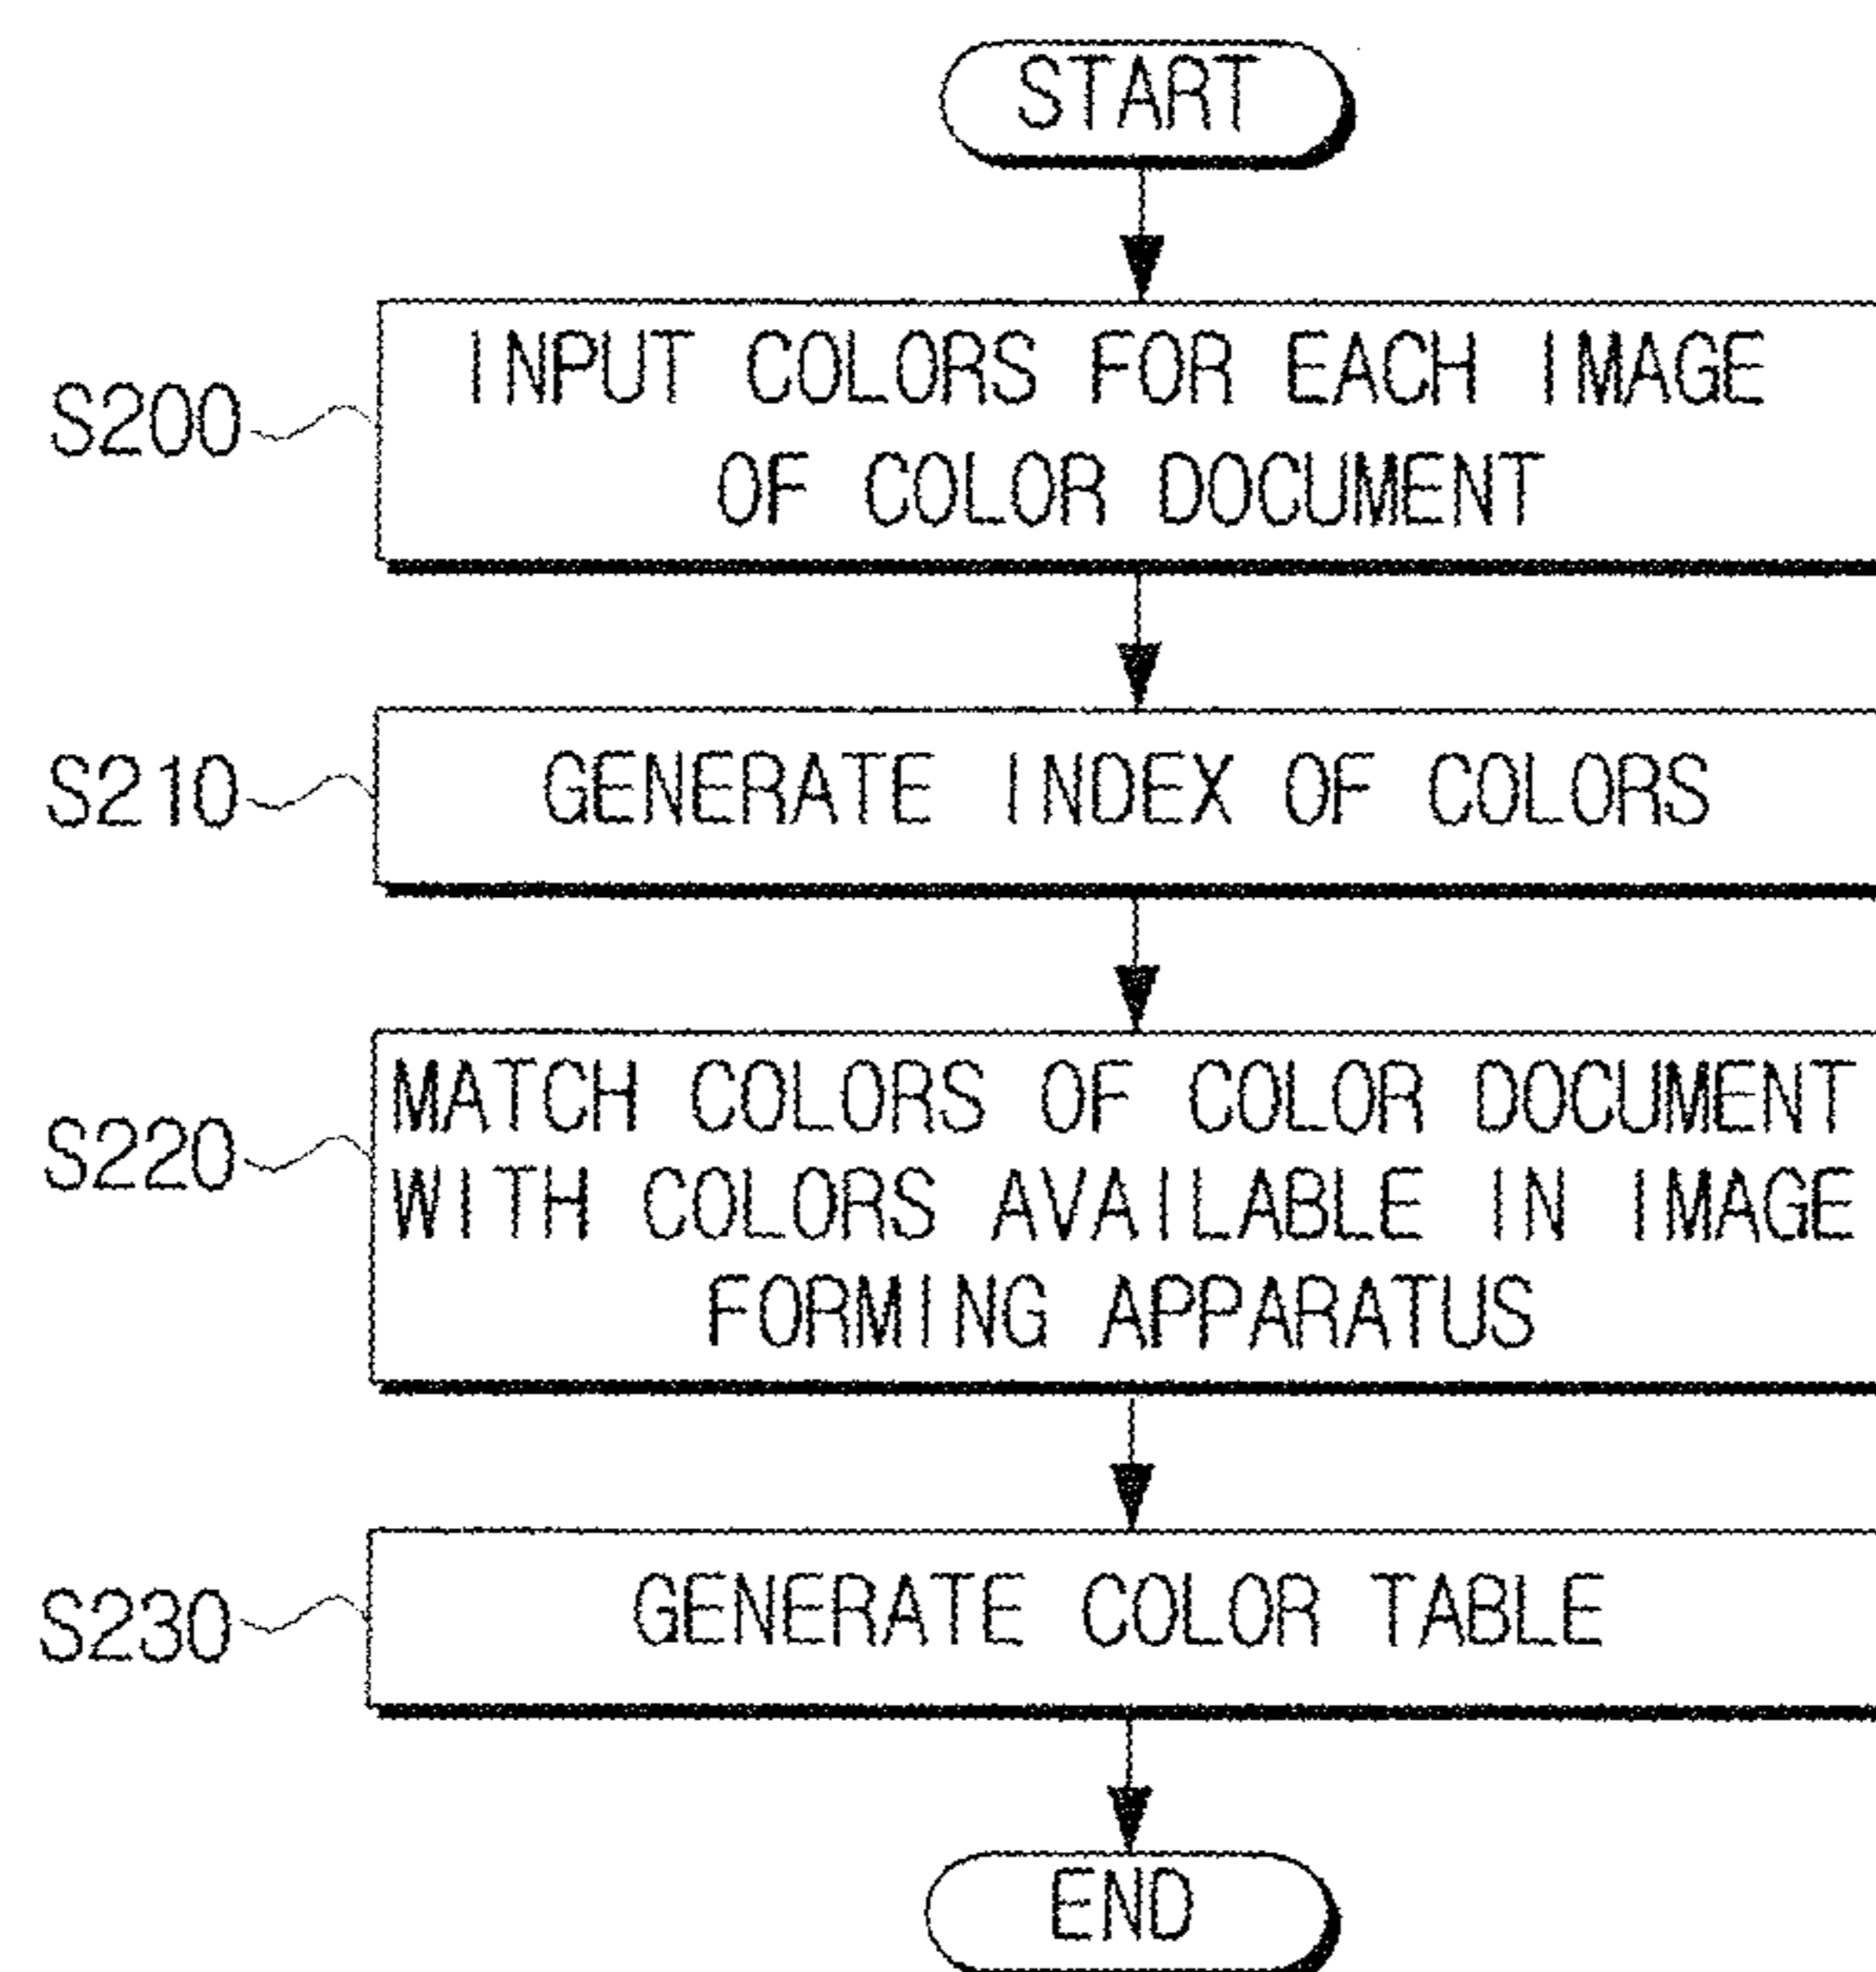 START
S200
INPUT COLORS FOR EACH IMAGE
OF COLOR DOCUMENT
S210
GENERATE INDEX OF COLORS
S220
MATCH COLORS OF COLOR DOCUMENT
WITH COLORS AVAILABLE IN IMAGE
FORMING APPARATUS
S230
GENERATE COLOR TABLE
END